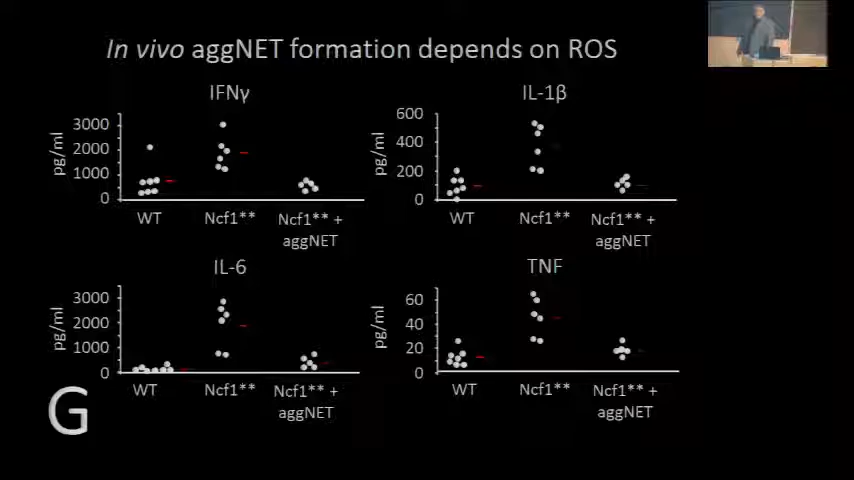 In vivo aggNET formation depends on ROS
IFNγ
pg/ml
3000
2000
1000
0
WT
Ncf1**
Ncf1** +
aggNET
IL-1β
pg/ml
600
400
200
0
WT
Ncf1**
Ncf1** +
aggNET
IL-6
pg/ml
3000
2000
1000
0
WT
Ncf1**
Ncf1** +
aggNET
TNF
pg/ml
60
40
20
0
WT
Ncf1**
Ncf1** +
aggNET
G